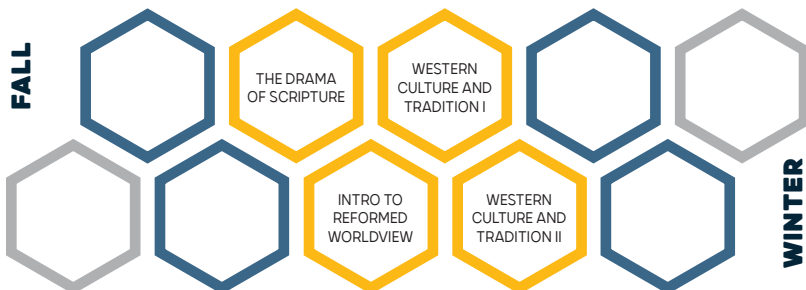 FALL
THE DRAMA
OF SCRIPTURE
WESTERN
CULTURE AND
TRADITION I
INTRO TO
REFORMED
WORLDVIEW
WESTERN
CULTURE AND
TRADITION II
WINTER